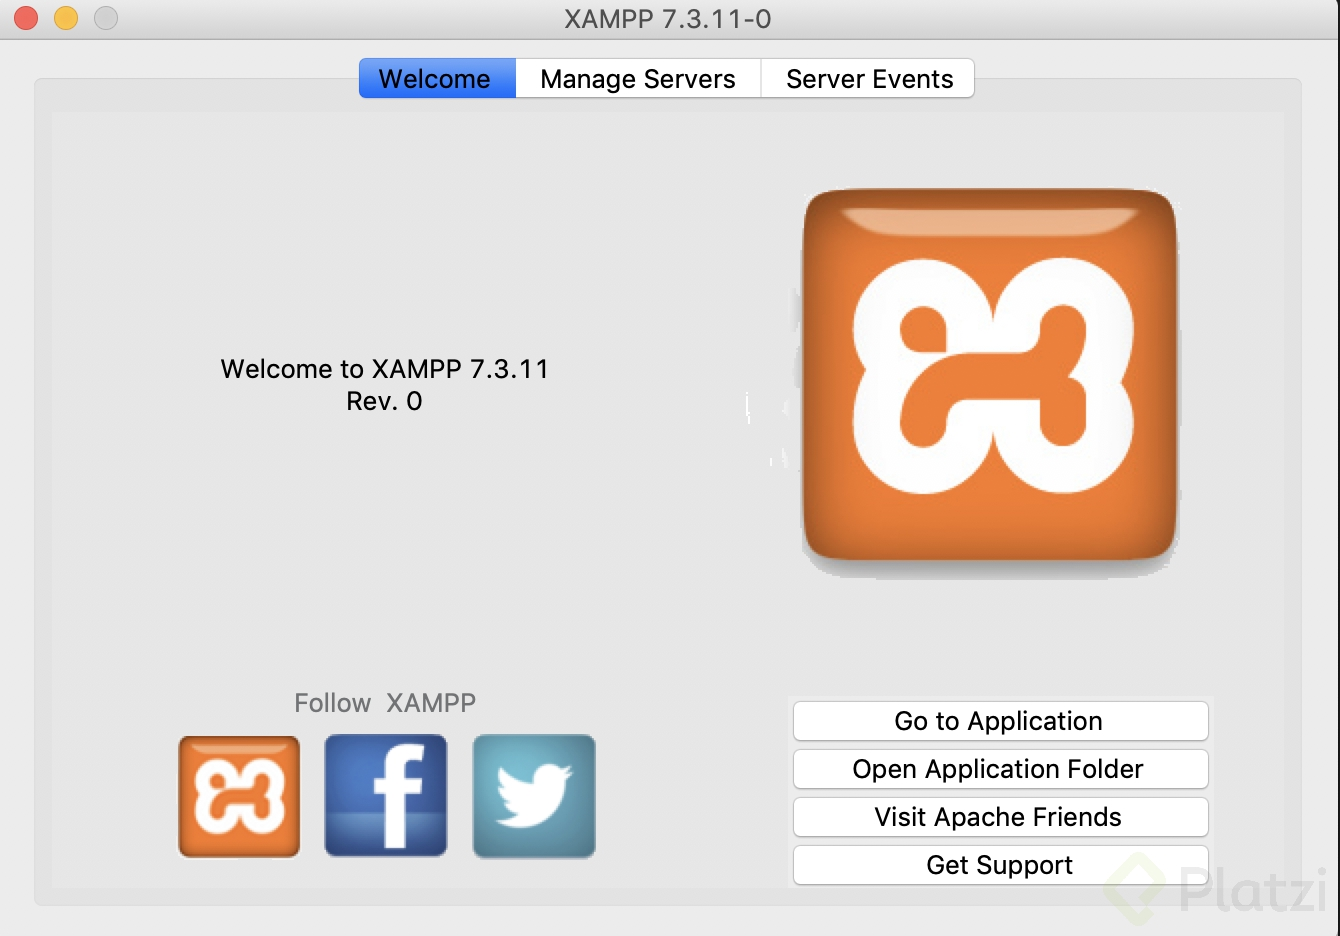 XAMPP 7.3.11-0
Welcome
Manage Servers
Server Events
Welcome to XAMPP 7.3.11
Rev. 0
Follow  XAMPP
Go to Application
Open Application Folder
Visit Apache Friends
Get Support
Platzi